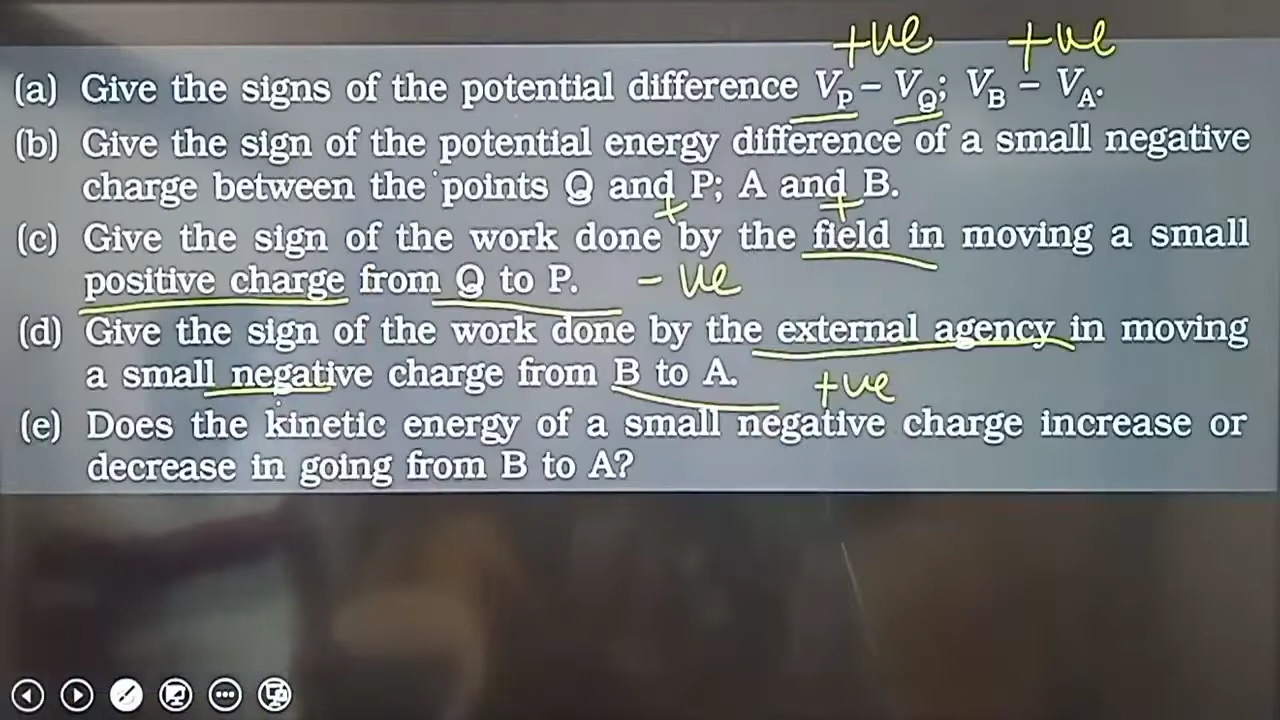 +ve +ve
(a) Give the signs of the potential difference V_P – V_Q; V_B – V_A.
(b) Give the sign of the potential energy difference of a small negative
charge between the points Q and P; A and B.
+ +
(c) Give the sign of the work done by the field in moving a small
positive charge from Q to P. - ve
(d) Give the sign of the work done by the external agency in moving
a small negative charge from B to A. +ve
(e) Does the kinetic energy of a small negative charge increase or
decrease in going from B to A?